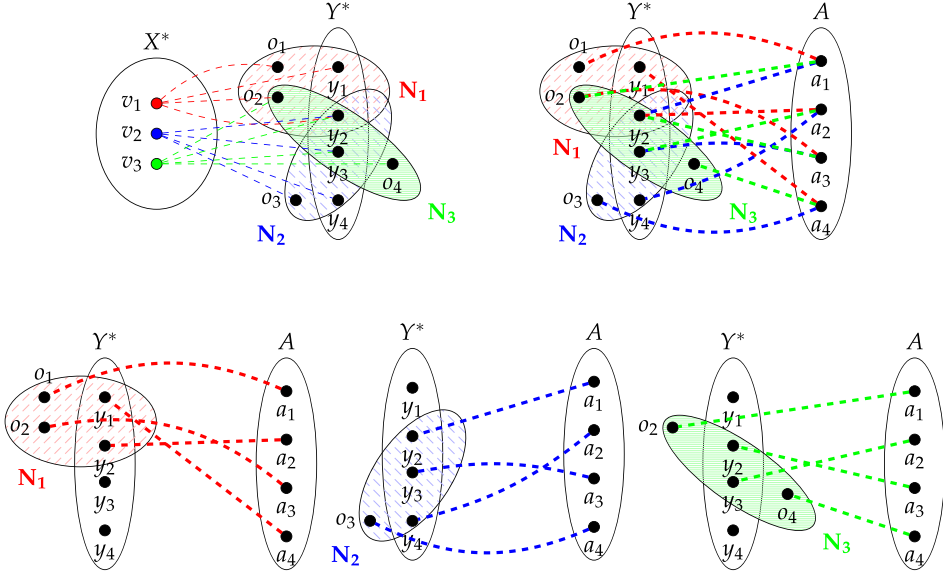 Y* Y* A
X*
o₁ o₁
y₁ N₁ y₁ a₁
v₁ o₂ o₂
v₂ y₂ y₂ a₂
v₃ y₃ N₁ y₃ a₃
o₄ o₄
o₃ y₄ N₃ y₄ N₃ a₄
N₂ N₂
Y* A Y* A Y* A
o₁
y₁ a₁ y₁ a₁ y₁ a₁
o₂ o₂
y₂ a₂ y₂ a₂ y₂ a₂
N₁
y₃ a₃ y₃ a₃ y₃ a₃
o₃ o₄
y₄ a₄ y₄ a₄ y₄ a₄
N₂ N₃